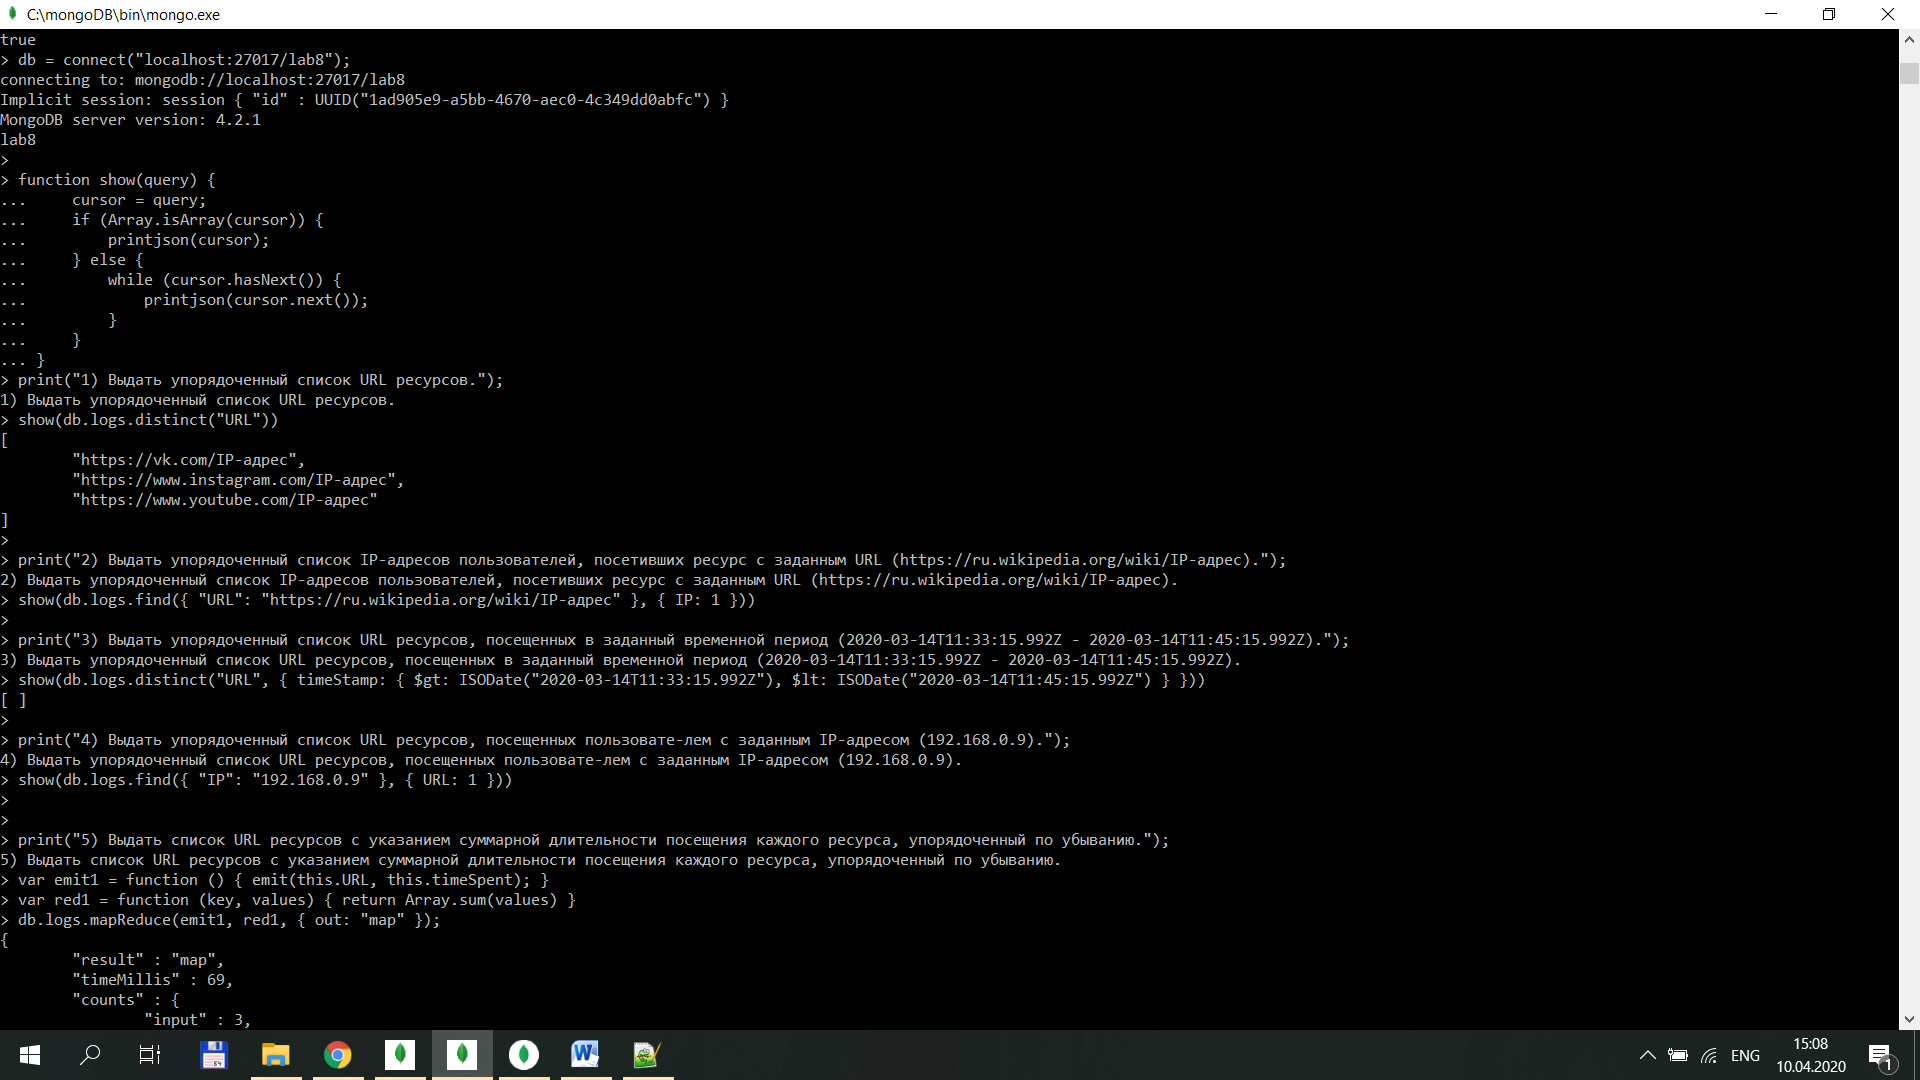 C:\mongoDB\bin\mongo.exe
true
> db = connect("localhost:27017/lab8");
connecting to: mongodb://localhost:27017/lab8
Implicit session: session { "id" : UUID("1ad905e9-a5bb-4670-aec0-4c349dd0abfc") }
MongoDB server version: 4.2.1
lab8
>
> function show(query) {
...     cursor = query;
...     if (Array.isArray(cursor)) {
...         printjson(cursor);
...     } else {
...         while (cursor.hasNext()) {
...             printjson(cursor.next());
...         }
...     }
... }
> print("1) Выдать упорядоченный список URL ресурсов.");
1) Выдать упорядоченный список URL ресурсов.
> show(db.logs.distinct("URL"))
[
        "https://vk.com/IP-адрес",
        "https://www.instagram.com/IP-адрес",
        "https://www.youtube.com/IP-адрес"
]
>
> print("2) Выдать упорядоченный список IP-адресов пользователей, посетивших ресурс с заданным URL (https://ru.wikipedia.org/wiki/IP-адрес).");
2) Выдать упорядоченный список IP-адресов пользователей, посетивших ресурс с заданным URL (https://ru.wikipedia.org/wiki/IP-адрес).
> show(db.logs.find({ "URL": "https://ru.wikipedia.org/wiki/IP-адрес" }, { IP: 1 }))
>
> print("3) Выдать упорядоченный список URL ресурсов, посещенных в заданный временной период (2020-03-14T11:33:15.992Z - 2020-03-14T11:45:15.992Z).");
3) Выдать упорядоченный список URL ресурсов, посещенных в заданный временной период (2020-03-14T11:33:15.992Z - 2020-03-14T11:45:15.992Z).
> show(db.logs.distinct("URL", { timeStamp: { $gt: ISODate("2020-03-14T11:33:15.992Z"), $lt: ISODate("2020-03-14T11:45:15.992Z") } }))
[ ]
>
> print("4) Выдать упорядоченный список URL ресурсов, посещенных пользовате-лем с заданным IP-адресом (192.168.0.9).");
4) Выдать упорядоченный список URL ресурсов, посещенных пользовате-лем с заданным IP-адресом (192.168.0.9).
> show(db.logs.find({ "IP": "192.168.0.9" }, { URL: 1 }))
>
>
> print("5) Выдать список URL ресурсов с указанием суммарной длительности посещения каждого ресурса, упорядоченный по убыванию.");
5) Выдать список URL ресурсов с указанием суммарной длительности посещения каждого ресурса, упорядоченный по убыванию.
> var emit1 = function () { emit(this.URL, this.timeSpent); }
> var red1 = function (key, values) { return Array.sum(values) }
> db.logs.mapReduce(emit1, red1, { out: "map" });
{
        "result" : "map",
        "timeMillis" : 69,
        "counts" : {
                "input" : 3,
64
ENG
15:08
10.04.2020
1